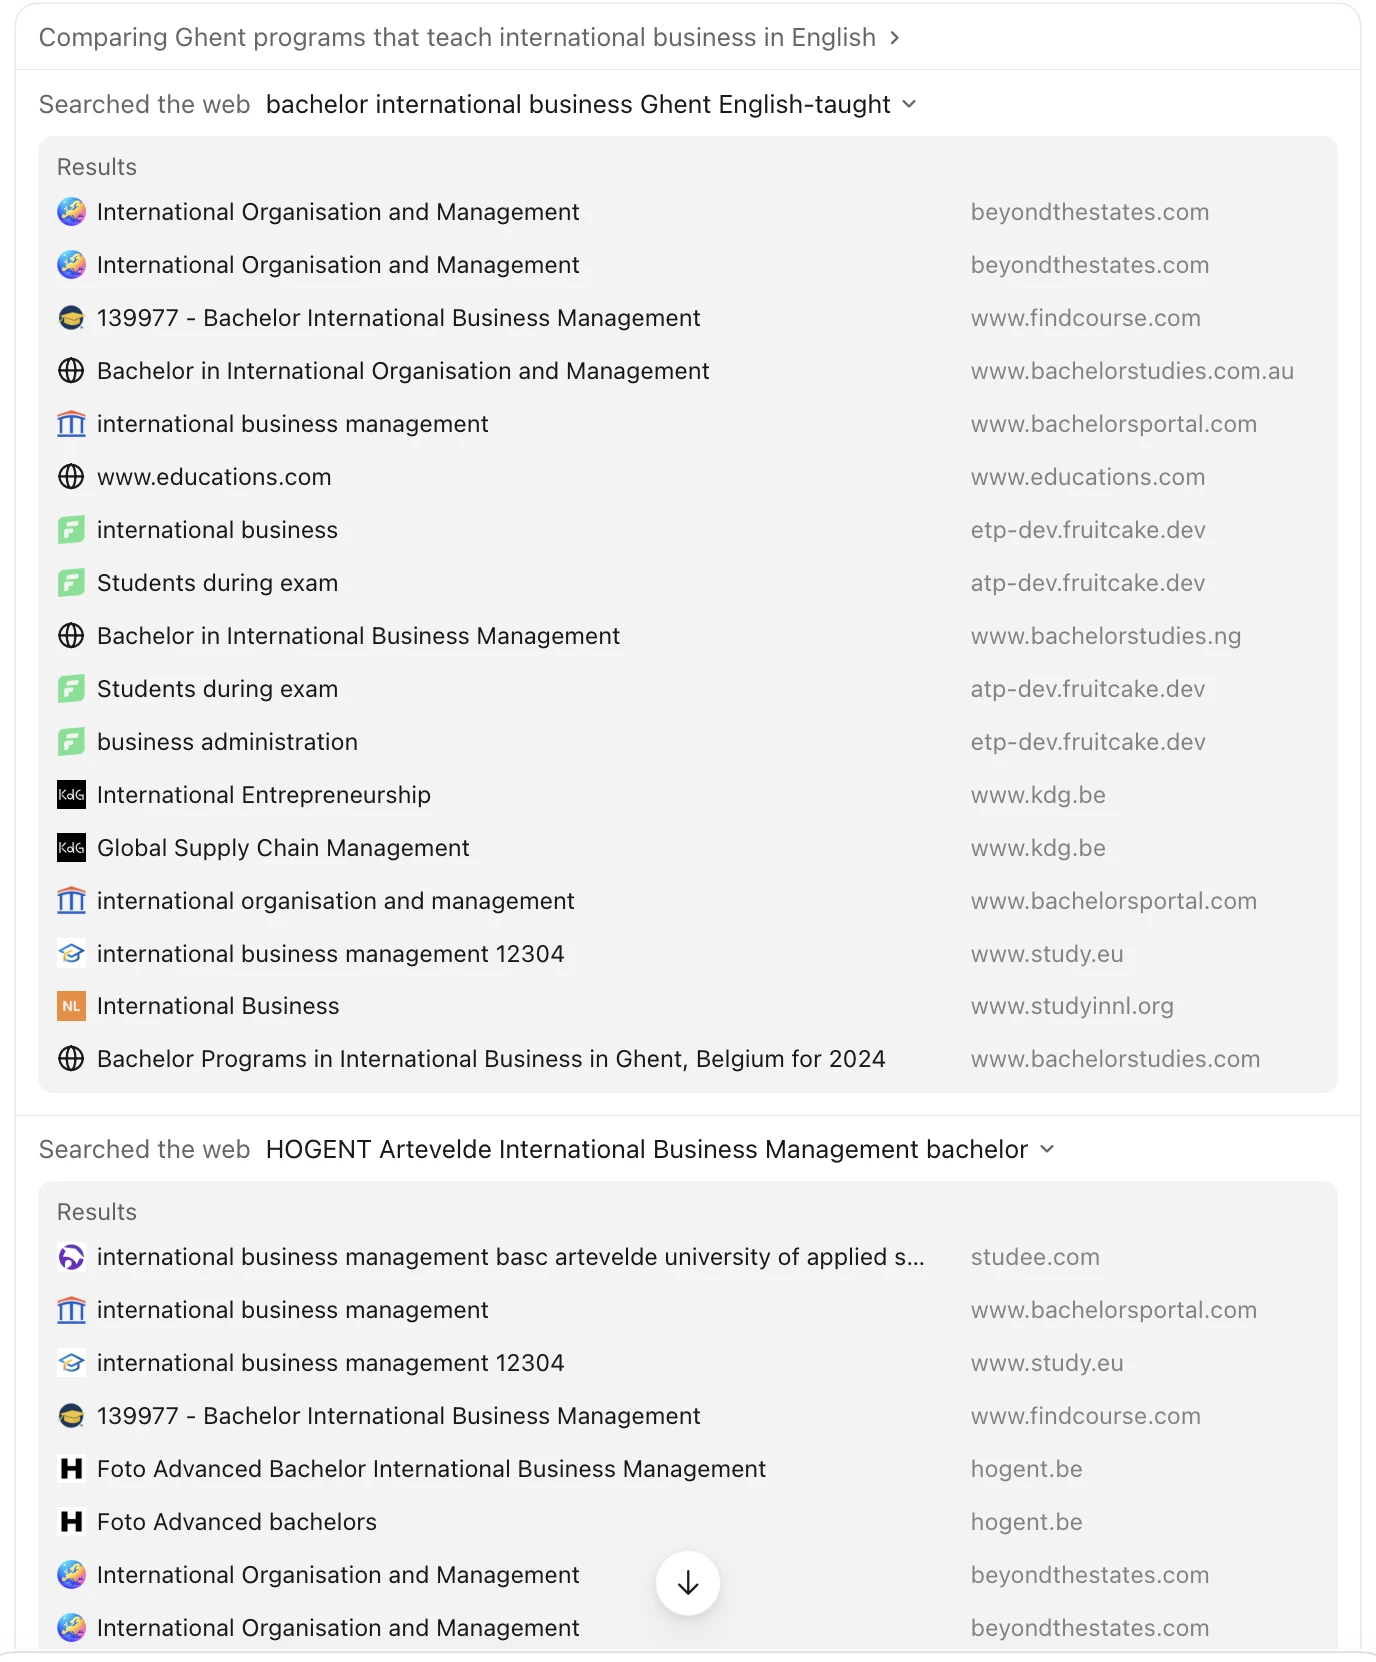 Comparing Ghent programs that teach international business in English
Searched the web bachelor international business Ghent English-taught
Results
International Organisation and Management beyondthestates.com
International Organisation and Management beyondthestates.com
139977 - Bachelor International Business Management www.findcourse.com
Bachelor in International Organisation and Management www.bachelorstudies.com.au
international business management www.bachelorsportal.com
www.educations.com www.educations.com
international business etp-dev.fruitcake.dev
Students during exam atp-dev.fruitcake.dev
Bachelor in International Business Management www.bachelorstudies.ng
Students during exam atp-dev.fruitcake.dev
business administration etp-dev.fruitcake.dev
KdG International Entrepreneurship www.kdg.be
KdG Global Supply Chain Management www.kdg.be
international organisation and management www.bachelorsportal.com
international business management 12304 www.study.eu
NL International Business www.studyinnl.org
Bachelor Programs in International Business in Ghent, Belgium for 2024 www.bachelorstudies.com
Searched the web HOGENT Artevelde International Business Management bachelor
Results
international business management basc artevelde university of applied s... studee.com
international business management www.bachelorsportal.com
international business management 12304 www.study.eu
139977 - Bachelor International Business Management www.findcourse.com
H Foto Advanced Bachelor International Business Management hogent.be
H Foto Advanced bachelors hogent.be
International Organisation and Management beyondthestates.com
International Organisation and Management beyondthestates.com